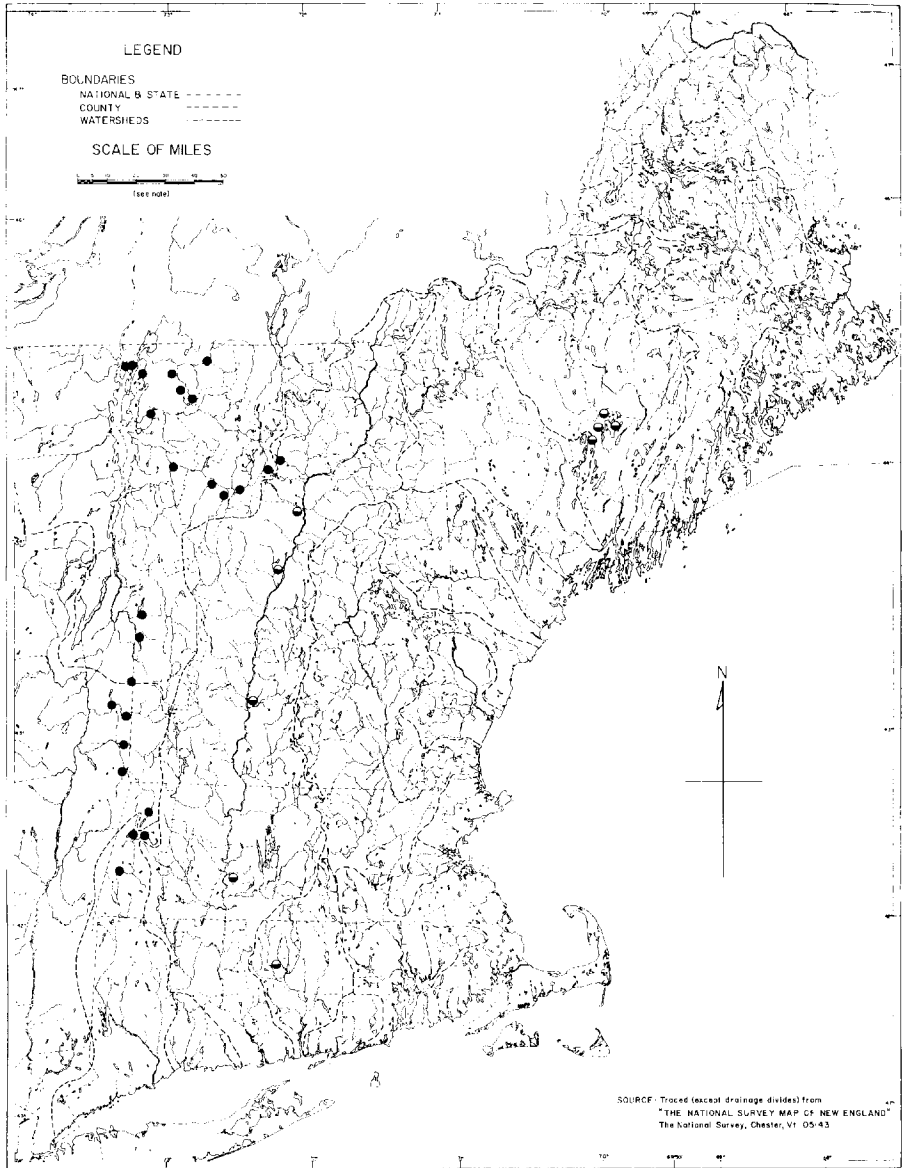 LEGEND
BOUNDARIES
NATIONAL & STATE
COUNTY
WATERSHEDS
SCALE OF MILES
(see note)
N
SOURCE: Traced (except drainage divides) from
"THE NATIONAL SURVEY MAP OF NEW ENGLAND"
The National Survey, Chester, Vt